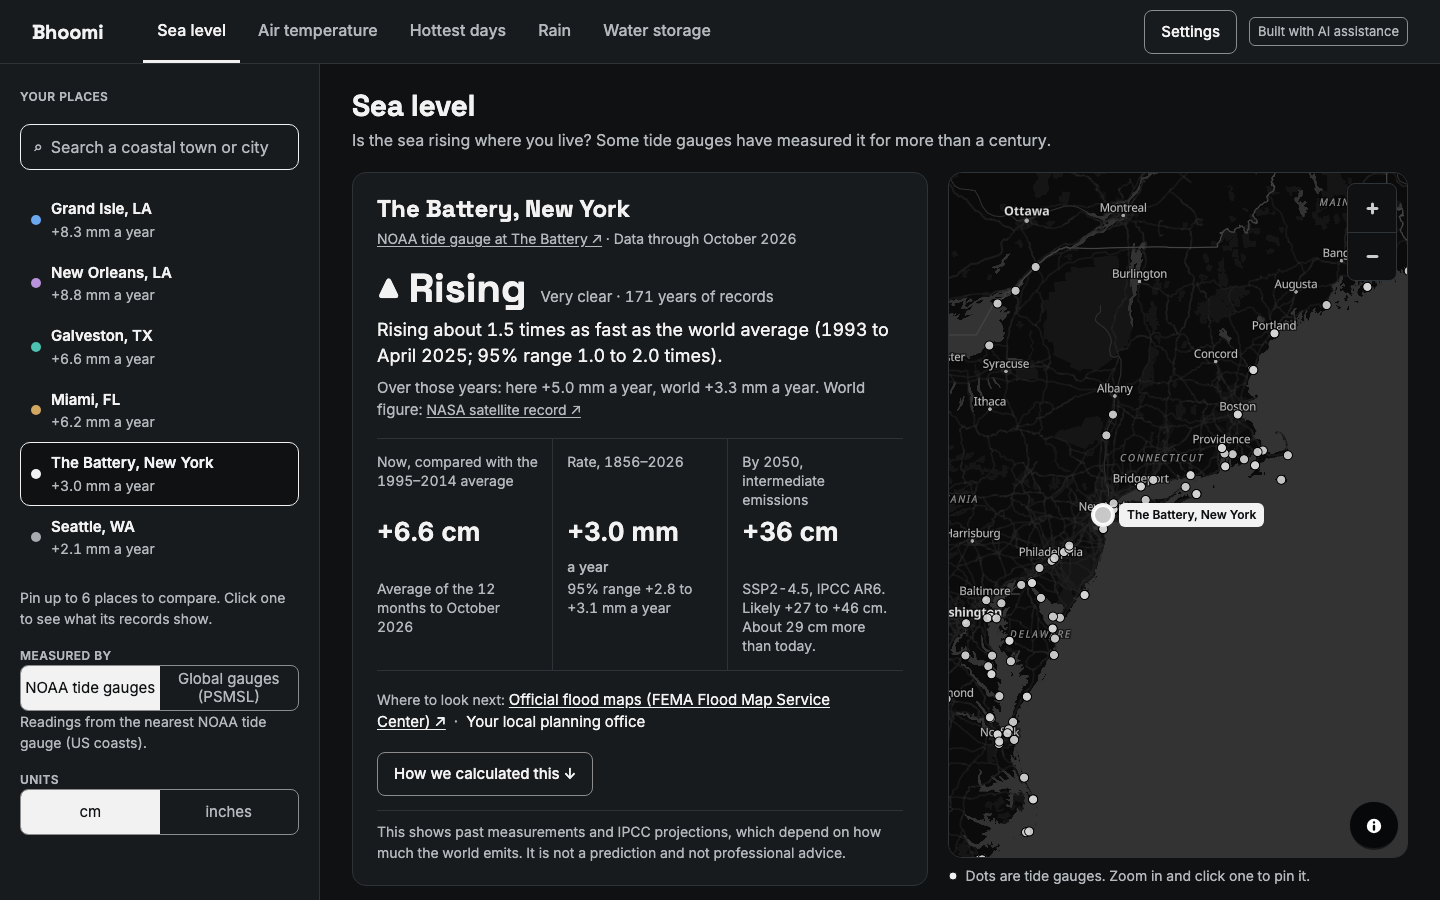 Bhoomi
Sea level
Air temperature
Hottest days
Rain
Water storage
Settings
Built with AI assistance
YOUR PLACES
Search a coastal town or city
Grand Isle, LA
+8.3 mm a year
New Orleans, LA
+8.8 mm a year
Galveston, TX
+6.6 mm a year
Miami, FL
+6.2 mm a year
The Battery, New York
+3.0 mm a year
Seattle, WA
+2.1 mm a year
Pin up to 6 places to compare. Click one
to see what its records show.
MEASURED BY
NOAA tide gauges
Global gauges
(PSMSL)
Readings from the nearest NOAA tide
gauge (US coasts).
UNITS
cm
inches
Sea level
Is the sea rising where you live? Some tide gauges have measured it for more than a century.
The Battery, New York
NOAA tide gauge at The Battery ↗ · Data through October 2026
▲ Rising Very clear · 171 years of records
Rising about 1.5 times as fast as the world average (1993 to
April 2025; 95% range 1.0 to 2.0 times).
Over those years: here +5.0 mm a year, world +3.3 mm a year. World
figure: NASA satellite record ↗
Now, compared with the
1995–2014 average
+6.6 cm
Average of the 12
months to October
2026
Rate, 1856–2026
+3.0 mm
a year
95% range +2.8 to
+3.1 mm a year
By 2050,
intermediate
emissions
+36 cm
SSP2-4.5, IPCC AR6.
Likely +27 to +46 cm.
About 29 cm more
than today.
Where to look next: Official flood maps (FEMA Flood Map Service
Center) ↗ · Your local planning office
How we calculated this ↓
This shows past measurements and IPCC projections, which depend on how
much the world emits. It is not a prediction and not professional advice.
Ottawa
Montreal
MAIN
+
−
Bang
Burlington
Augusta
Portland
ster
Syracuse
Concord
Ithaca
Albany
Boston
Providence
CONNECTICUT
Bridgeport
ANIA
New
The Battery, New York
Harrisburg
Philadelphia
Baltimore
shington
DELAWARE
mond
Norfolk
Dots are tide gauges. Zoom in and click one to pin it.